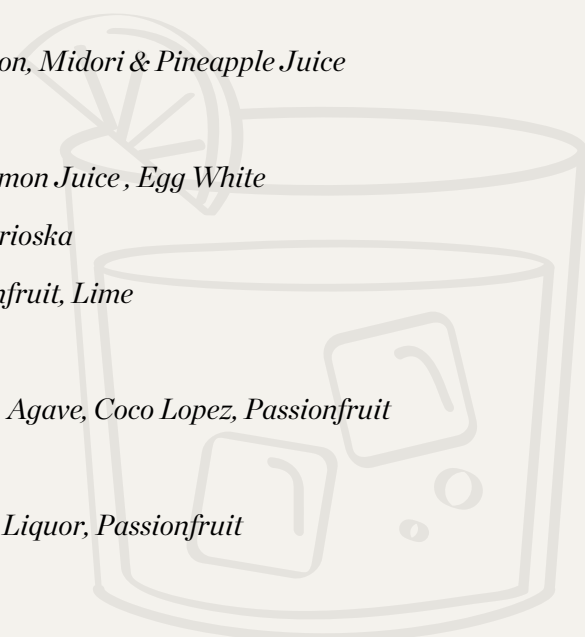 on, Midori & Pineapple Juice
mon Juice , Egg White
rioska
nfruit, Lime
Agave, Coco Lopez, Passionfruit
Liquor, Passionfruit